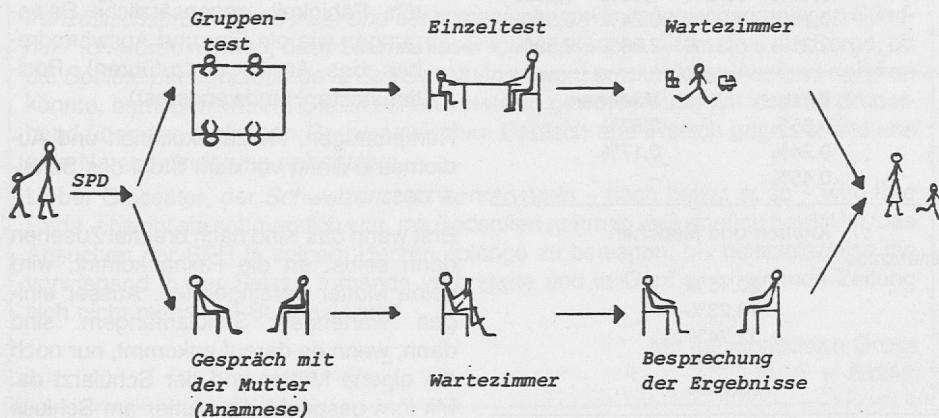 Gruppen-
test
Einzeltest
Wartezimmer
SPD
Gespräch mit
der Mutter
(Anamnese)
Wartezimmer
Besprechung
der Ergebnisse